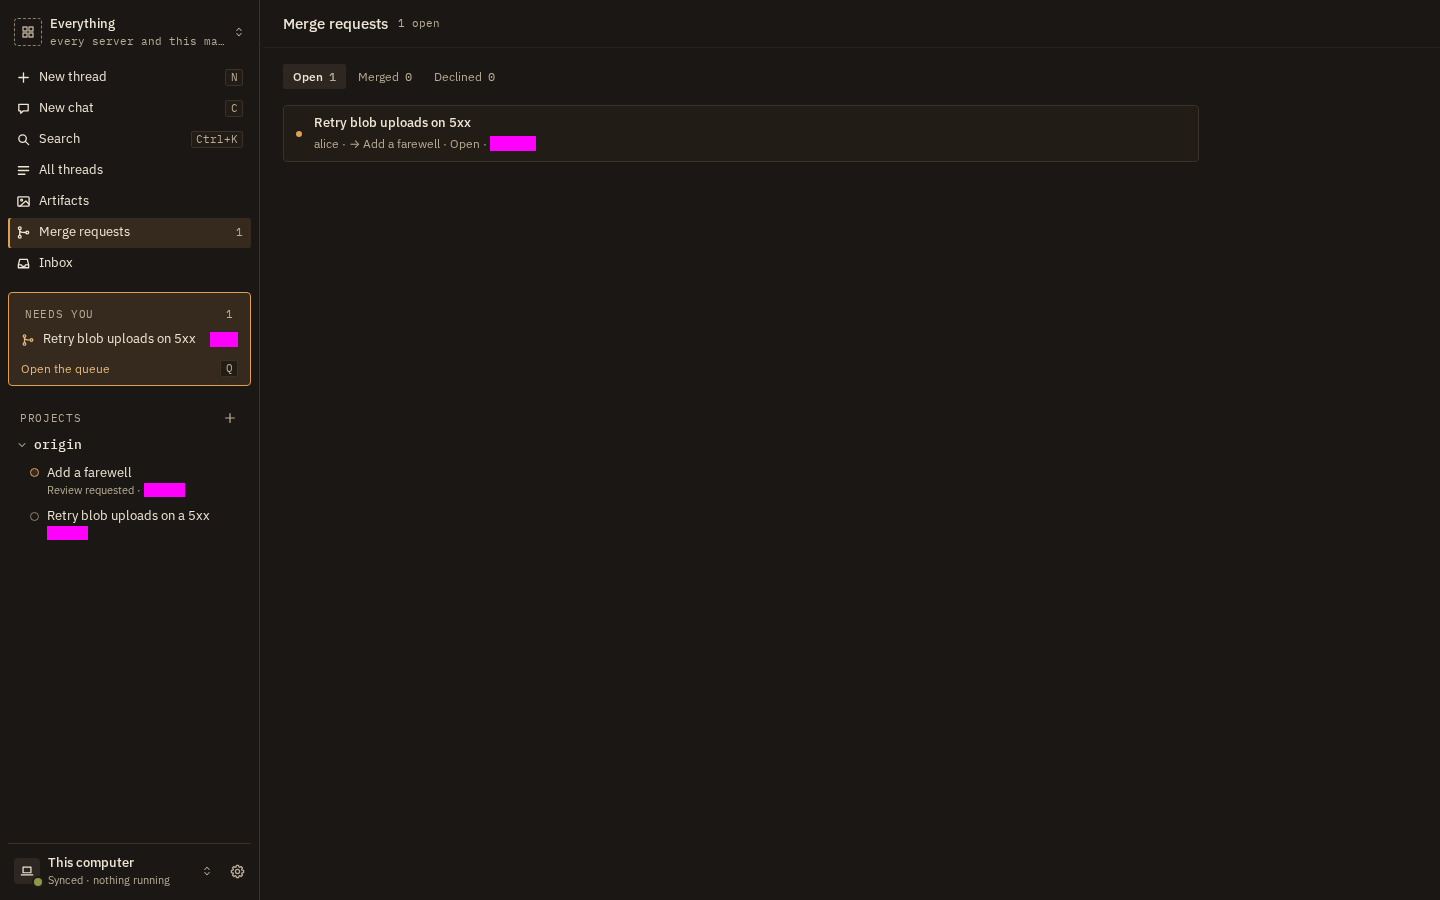 Everything
every server and this ma…
New thread N
New chat C
Search Ctrl+K
All threads
Artifacts
Merge requests 1
Inbox
NEEDS YOU 1
Retry blob uploads on 5xx
Open the queue Q
PROJECTS
origin
Add a farewell
Review requested ·
Retry blob uploads on a 5xx
This computer
Synced · nothing running
Merge requests 1 open
Open 1 Merged 0 Declined 0
Retry blob uploads on 5xx
alice · → Add a farewell · Open ·